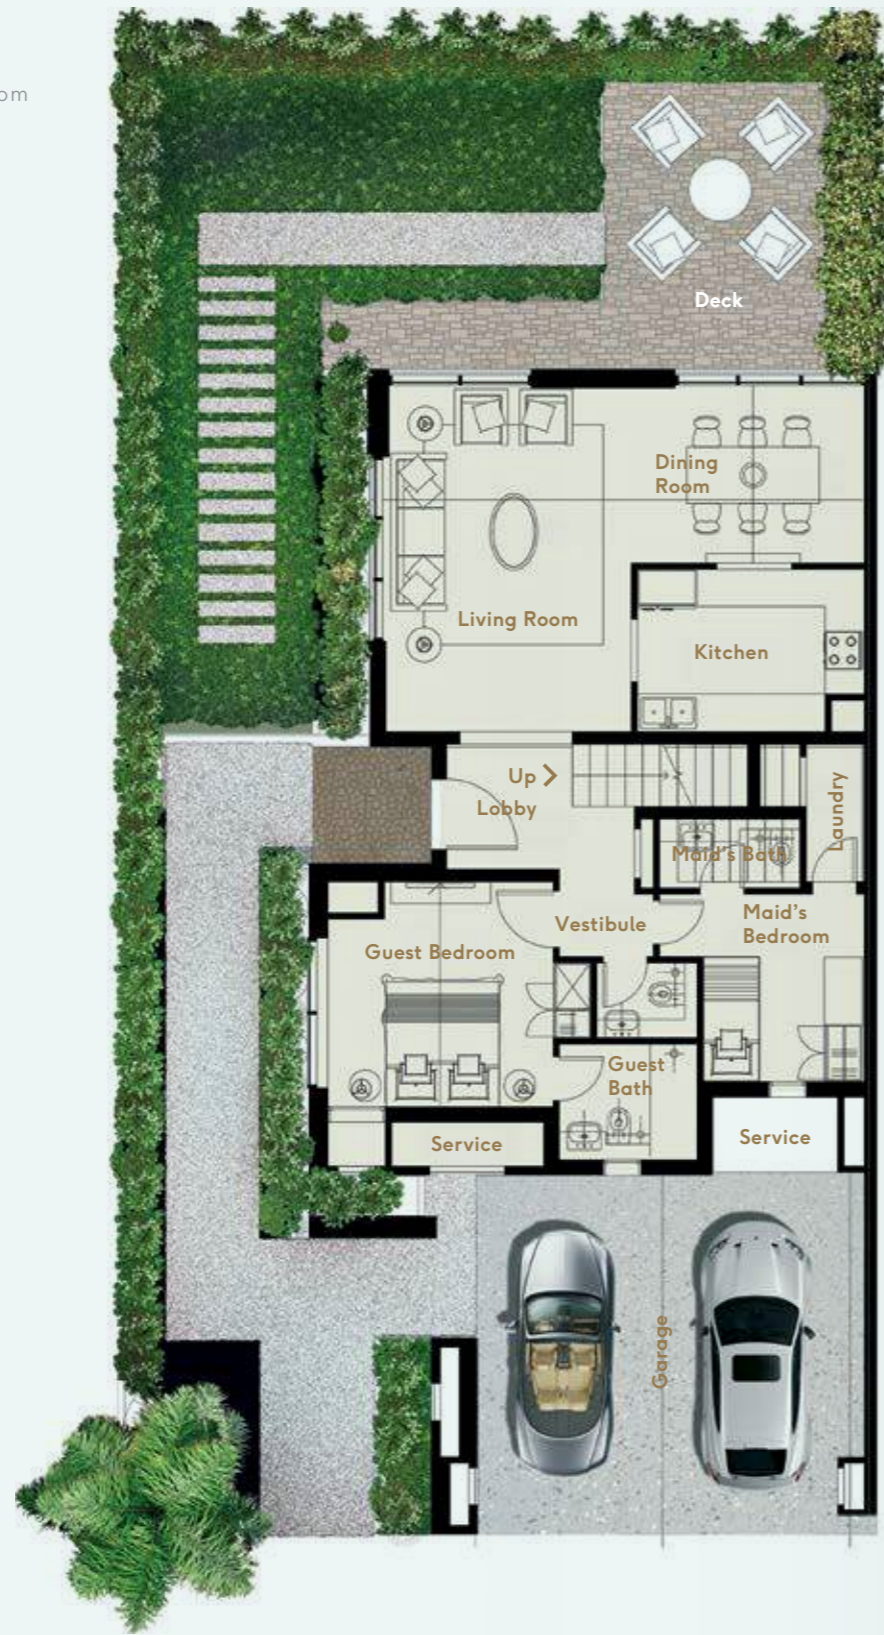 om
Deck
Dining
Room
Living Room
Kitchen
Up
Lobby
Laundry
Maid's Bath
Maid's
Bedroom
Vestibule
Guest Bedroom
Guest
Bath
Service
Service
Garage